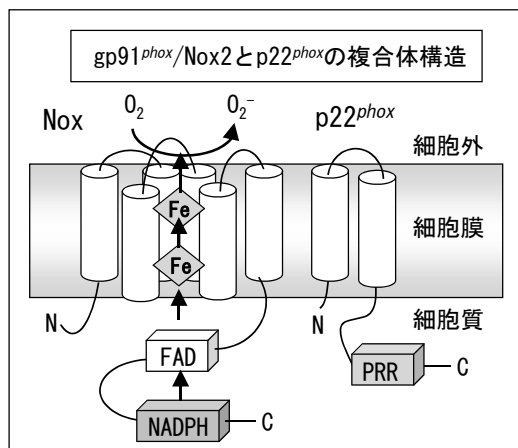 gp91phox/Nox2とp22phoxの複合体構造
O2 O2−
Nox p22phox
細胞外
Fe
細胞膜
Fe
N N 細胞質
FAD
PRR C
NADPH C